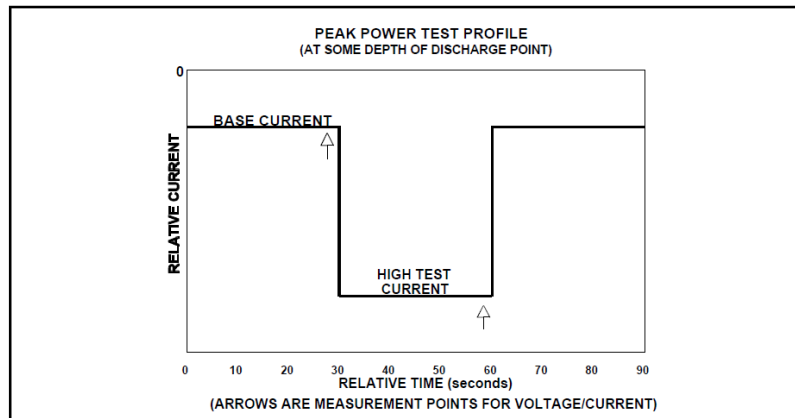 PEAK POWER TEST PROFILE
(AT SOME DEPTH OF DISCHARGE POINT)
0
BASE CURRENT
RELATIVE CURRENT
HIGH TEST
CURRENT
0 10 20 30 40 50 60 70 80 90
RELATIVE TIME (seconds)
(ARROWS ARE MEASUREMENT POINTS FOR VOLTAGE/CURRENT)